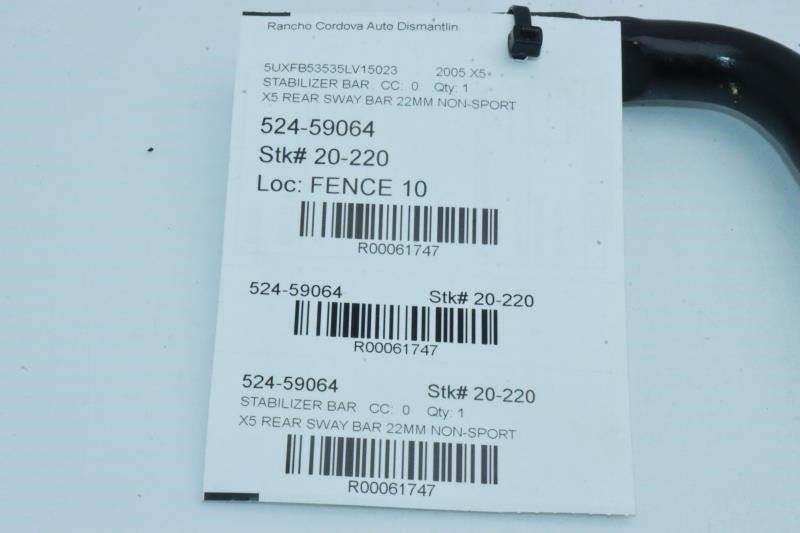 Rancho Cordova Auto Dismantlin
5UXFB53535LV15023 2005 X5
STABILIZER BAR CC: 0 Qty: 1
X5 REAR SWAY BAR 22MM NON-SPORT
524-59064
Stk# 20-220
Loc: FENCE 10
R00061747
524-59064 Stk# 20-220
R00061747
524-59064 Stk# 20-220
STABILIZER BAR CC: 0 Qty: 1
X5 REAR SWAY BAR 22MM NON-SPORT
R00061747